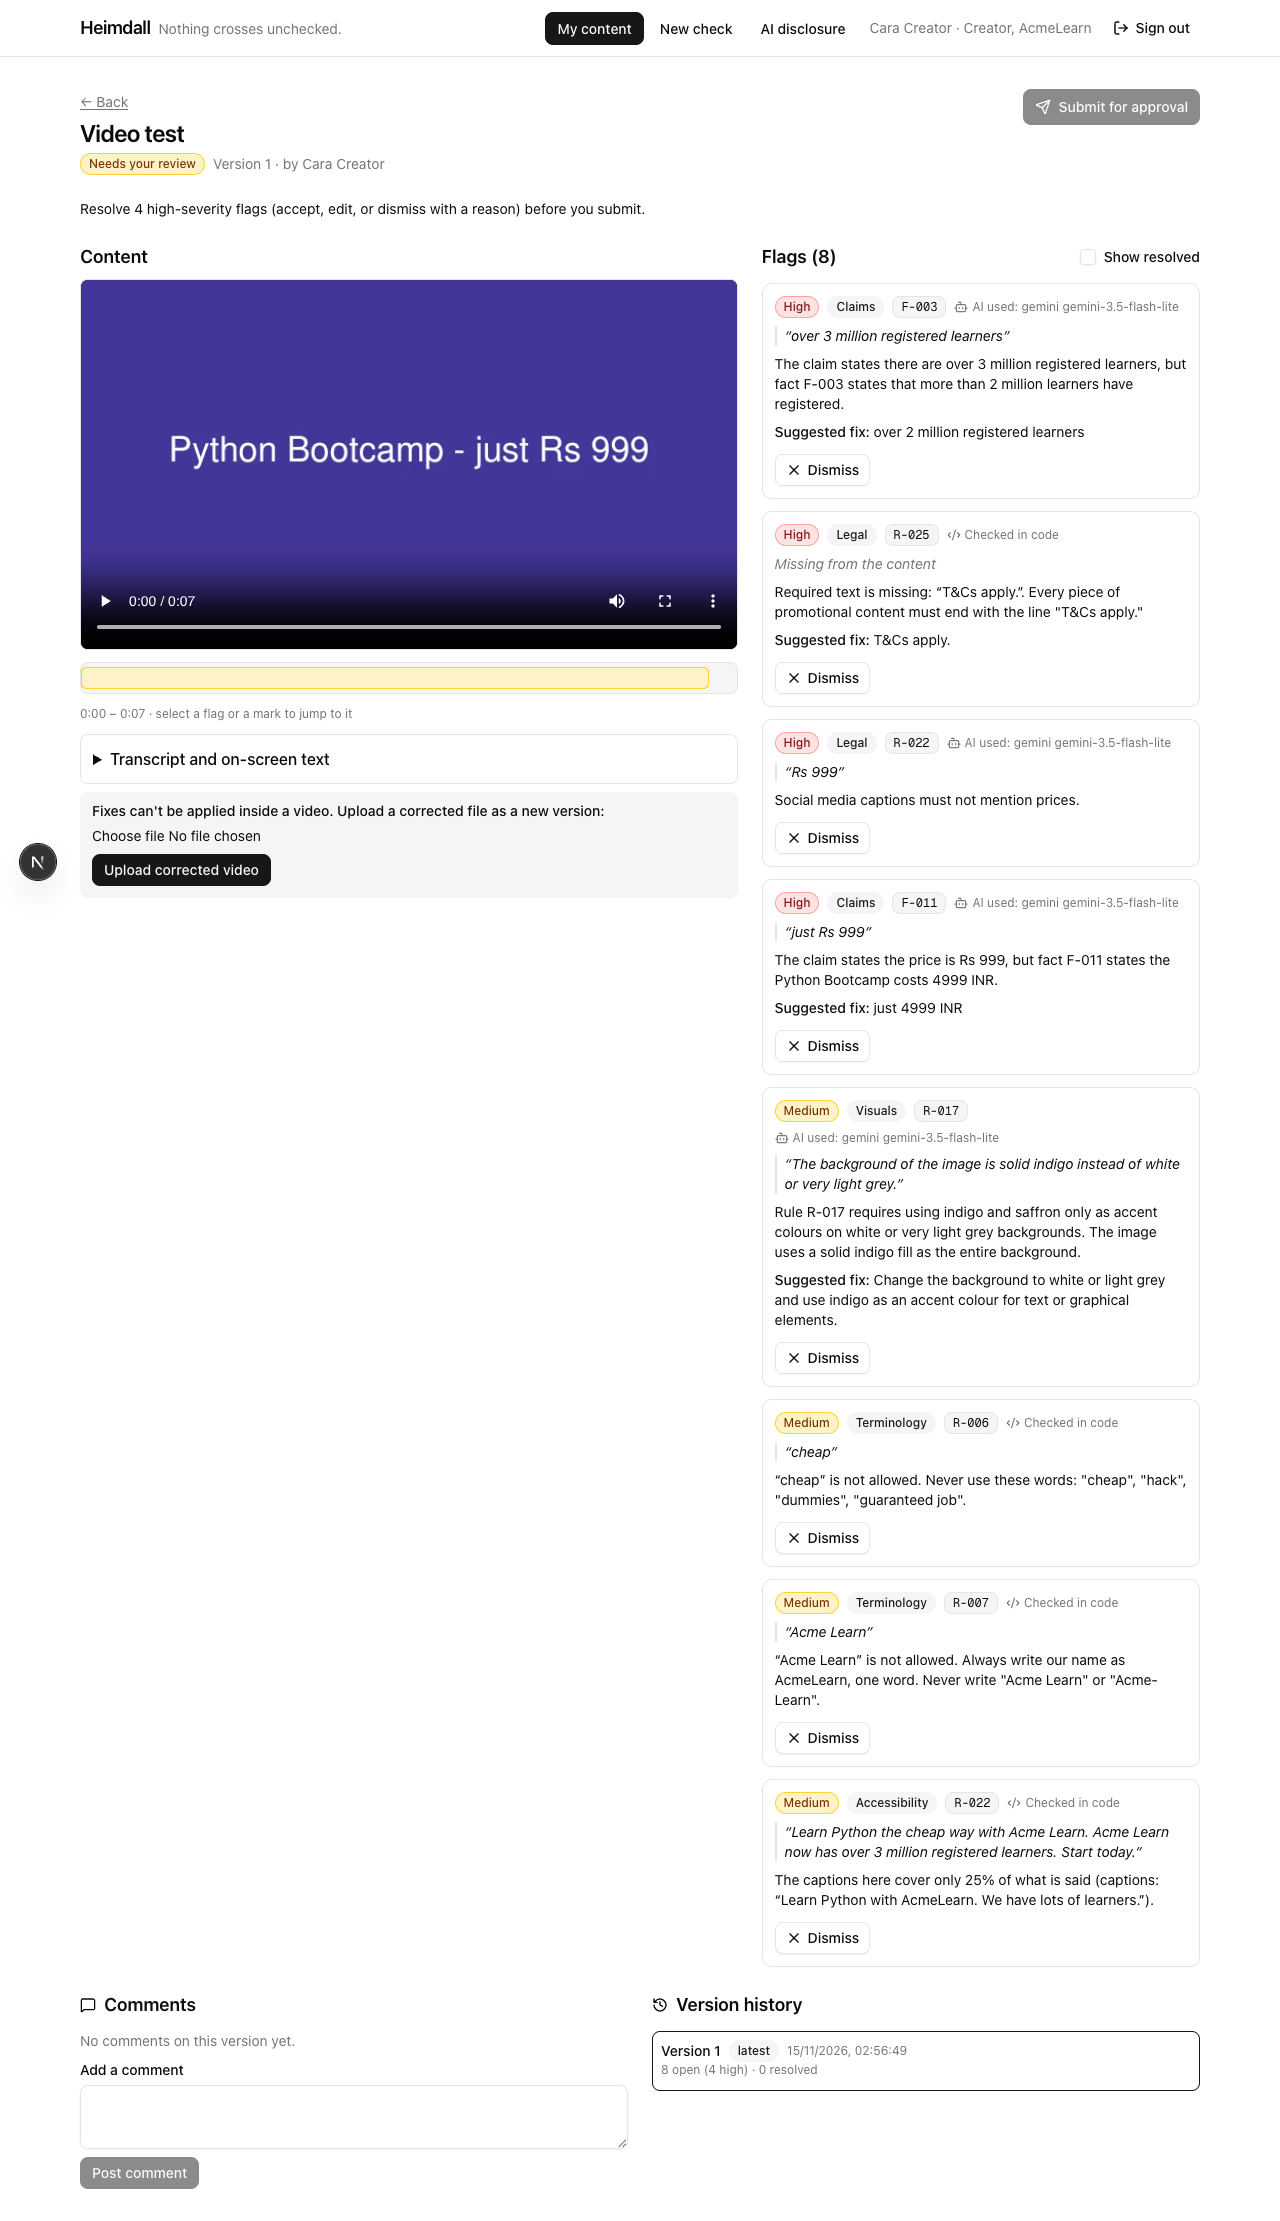 Heimdall Nothing crosses unchecked. My content New check AI disclosure Cara Creator · Creator, AcmeLearn Sign out
← Back
Submit for approval
Video test
Needs your review Version 1 · by Cara Creator
Resolve 4 high-severity flags (accept, edit, or dismiss with a reason) before you submit.
Content
Python Bootcamp - just Rs 999
0:00 / 0:07
0:00 – 0:07 · select a flag or a mark to jump to it
Transcript and on-screen text
Fixes can't be applied inside a video. Upload a corrected file as a new version:
Choose file No file chosen
Upload corrected video
N
Flags (8) Show resolved
High Claims F-003 AI used: gemini gemini-3.5-flash-lite
“over 3 million registered learners”
The claim states there are over 3 million registered learners, but
fact F-003 states that more than 2 million learners have
registered.
Suggested fix: over 2 million registered learners
Dismiss
High Legal R-025 Checked in code
Missing from the content
Required text is missing: “T&Cs apply.”. Every piece of
promotional content must end with the line "T&Cs apply."
Suggested fix: T&Cs apply.
Dismiss
High Legal R-022 AI used: gemini gemini-3.5-flash-lite
“Rs 999”
Social media captions must not mention prices.
Dismiss
High Claims F-011 AI used: gemini gemini-3.5-flash-lite
“just Rs 999”
The claim states the price is Rs 999, but fact F-011 states the
Python Bootcamp costs 4999 INR.
Suggested fix: just 4999 INR
Dismiss
Medium Visuals R-017
AI used: gemini gemini-3.5-flash-lite
“The background of the image is solid indigo instead of white
or very light grey.”
Rule R-017 requires using indigo and saffron only as accent
colours on white or very light grey backgrounds. The image
uses a solid indigo fill as the entire background.
Suggested fix: Change the background to white or light grey
and use indigo as an accent colour for text or graphical
elements.
Dismiss
Medium Terminology R-006 Checked in code
“cheap”
“cheap” is not allowed. Never use these words: "cheap", "hack",
"dummies", "guaranteed job".
Dismiss
Medium Terminology R-007 Checked in code
“Acme Learn”
“Acme Learn” is not allowed. Always write our name as
AcmeLearn, one word. Never write "Acme Learn" or "Acme-
Learn".
Dismiss
Medium Accessibility R-022 Checked in code
“Learn Python the cheap way with Acme Learn. Acme Learn
now has over 3 million registered learners. Start today.”
The captions here cover only 25% of what is said (captions:
“Learn Python with AcmeLearn. We have lots of learners.”).
Dismiss
Comments
No comments on this version yet.
Add a comment
Post comment
Version history
Version 1 latest 15/11/2026, 02:56:49
8 open (4 high) · 0 resolved